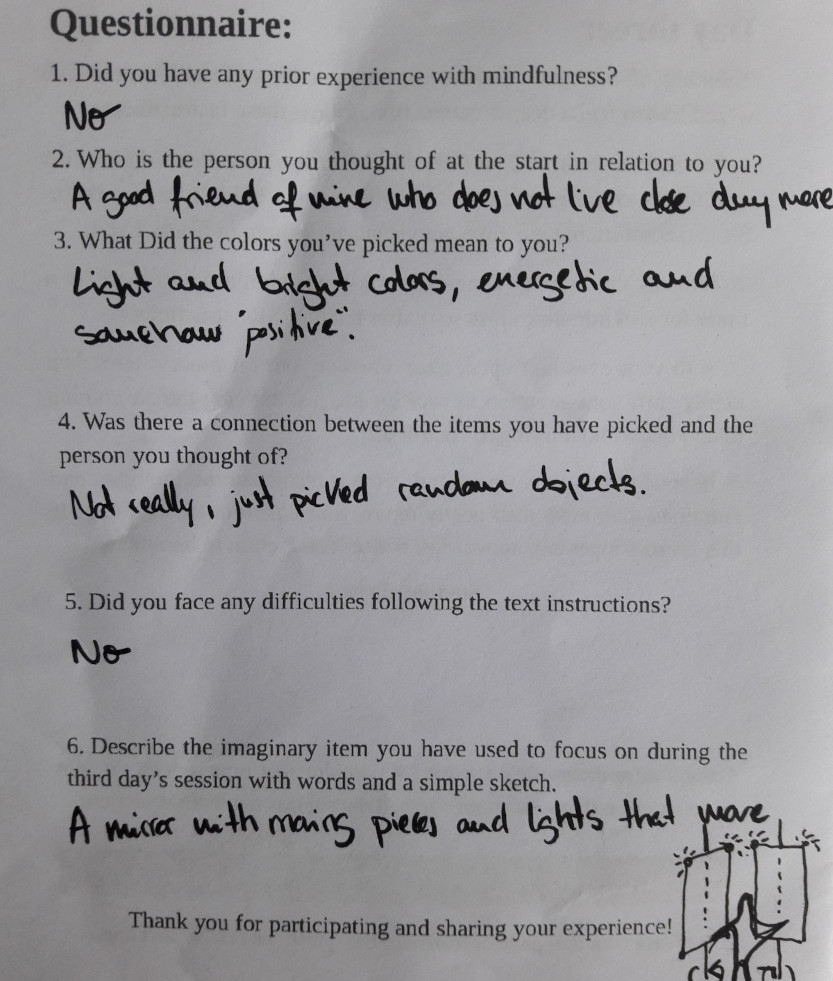 Questionnaire:
1. Did you have any prior experience with mindfulness?
No
2. Who is the person you thought of at the start in relation to you?
A good friend of mine who does not live close anymore
3. What Did the colors you've picked mean to you?
Light and bright colors, energetic and
somehow "positive".
4. Was there a connection between the items you have picked and the
person you thought of?
Not really, just picked random objects.
5. Did you face any difficulties following the text instructions?
No
6. Describe the imaginary item you have used to focus on during the
third day's session with words and a simple sketch.
A mirror with moving pieces and lights that move
Thank you for participating and sharing your experience!